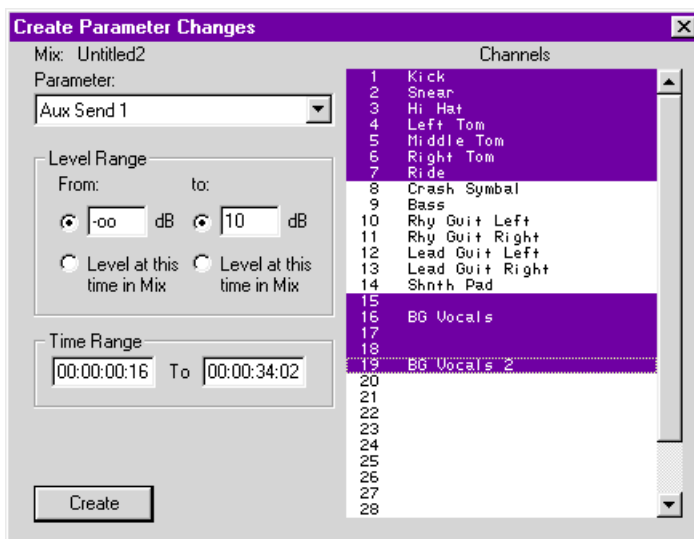 Create Parameter Changes
Mix: Untitled2
Parameter:
Aux Send 1
Level Range
From: to:
-oo dB 10 dB
Level at this time in Mix
Level at this time in Mix
Time Range
00:00:00:16 To 00:00:34:02
Create
Channels
1 Kick
2 Snear
3 Hi Hat
4 Left Tom
5 Middle Tom
6 Right Tom
7 Ride
8 Crash Symbal
9 Bass
10 Rhy Guit Left
11 Rhy Guit Right
12 Lead Guit Left
13 Lead Guit Right
14 Shnth Pad
15
16 BG Vocals
17
18
19 BG Vocals 2
20
21
22
23
24
25
26
27
28